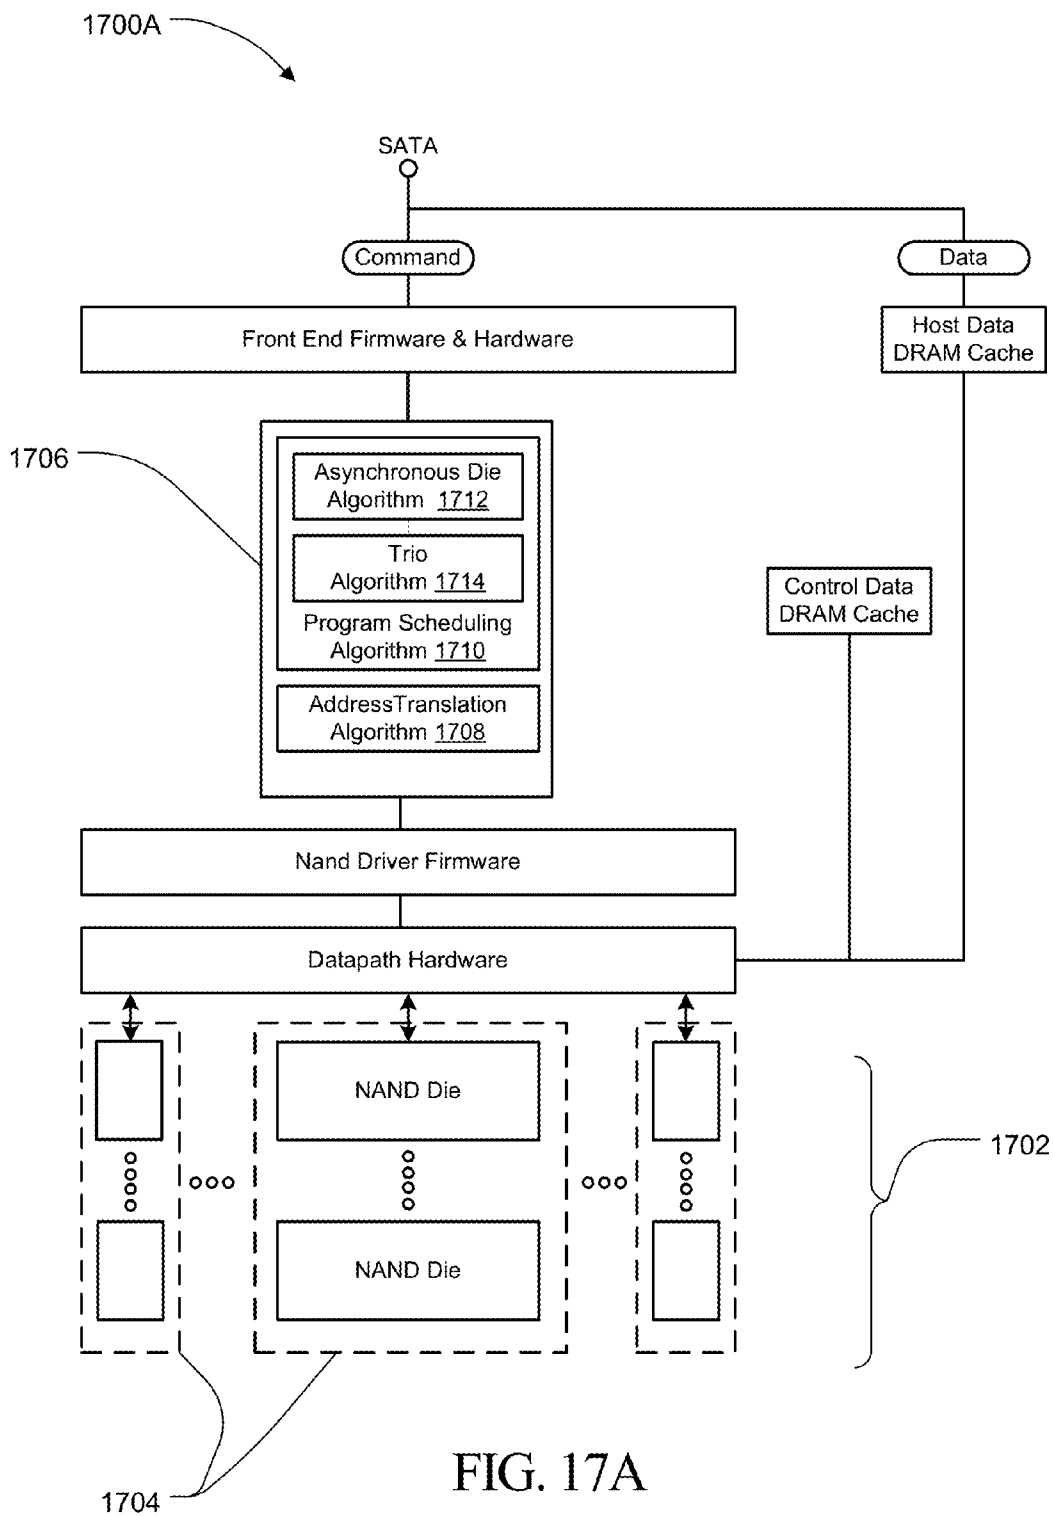 1700A
SATA
Command
Data
Front End Firmware & Hardware
Host Data
DRAM Cache
1706
Asynchronous Die
Algorithm 1712
Trio
Algorithm 1714
Program Scheduling
Algorithm 1710
AddressTranslation
Algorithm 1708
Control Data
DRAM Cache
Nand Driver Firmware
Datapath Hardware
NAND Die
NAND Die
1702
1704
FIG. 17A